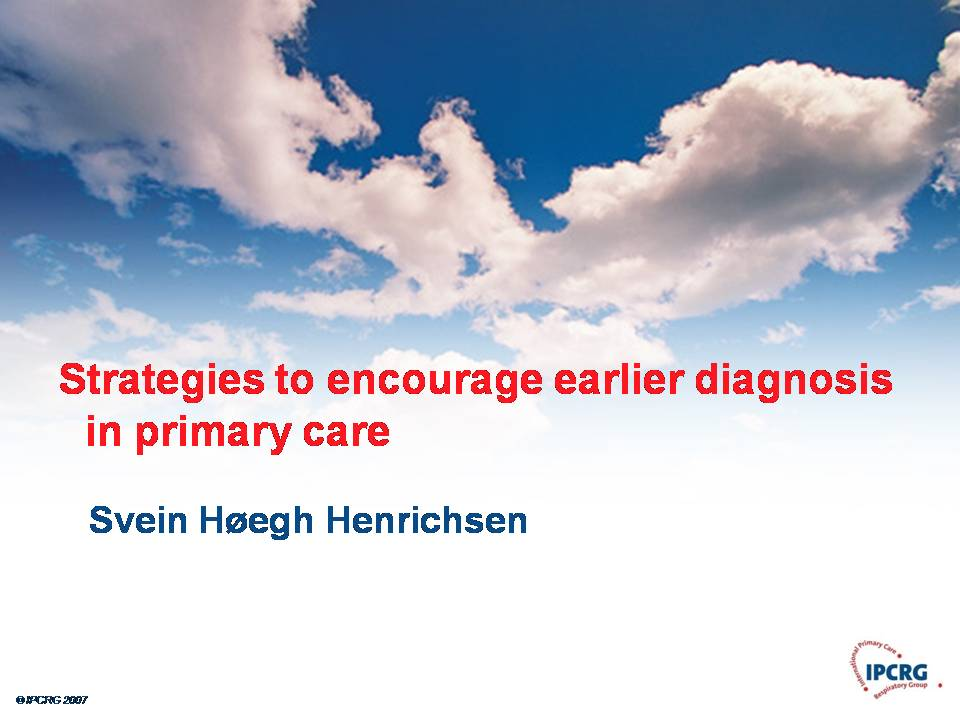 Strategies to encourage earlier diagnosis
in primary care
Svein Høegh Henrichsen
International Primary Care
IPCRG
Respiratory Group
© IPCRG 2007